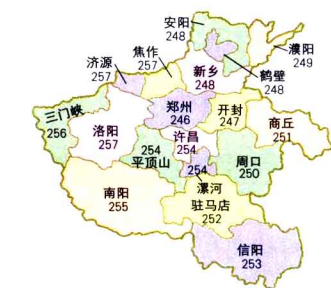 安阳
248
濮阳
249
鹤壁
248
焦作
257
济源
257
新乡
248
三门峡
256
洛阳
257
郑州
246
开封
247
商丘
251
许昌
254
254
平顶山
254
漯河
周口
250
南阳
255
驻马店
252
信阳
253